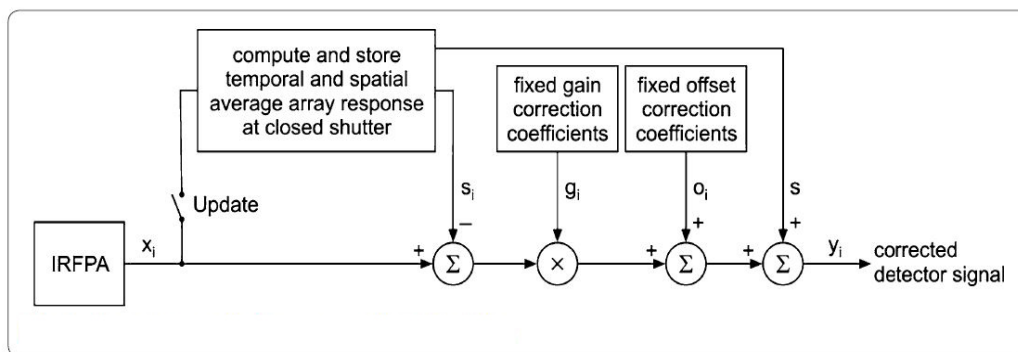 compute and store
temporal and spatial
average array response
at closed shutter
fixed gain
correction
coefficients
fixed offset
correction
coefficients
Update
sᵢ
gᵢ
oᵢ
s
−
+
+
IRFPA
xᵢ
+
Σ
×
+
Σ
+
Σ
yᵢ
corrected
detector signal